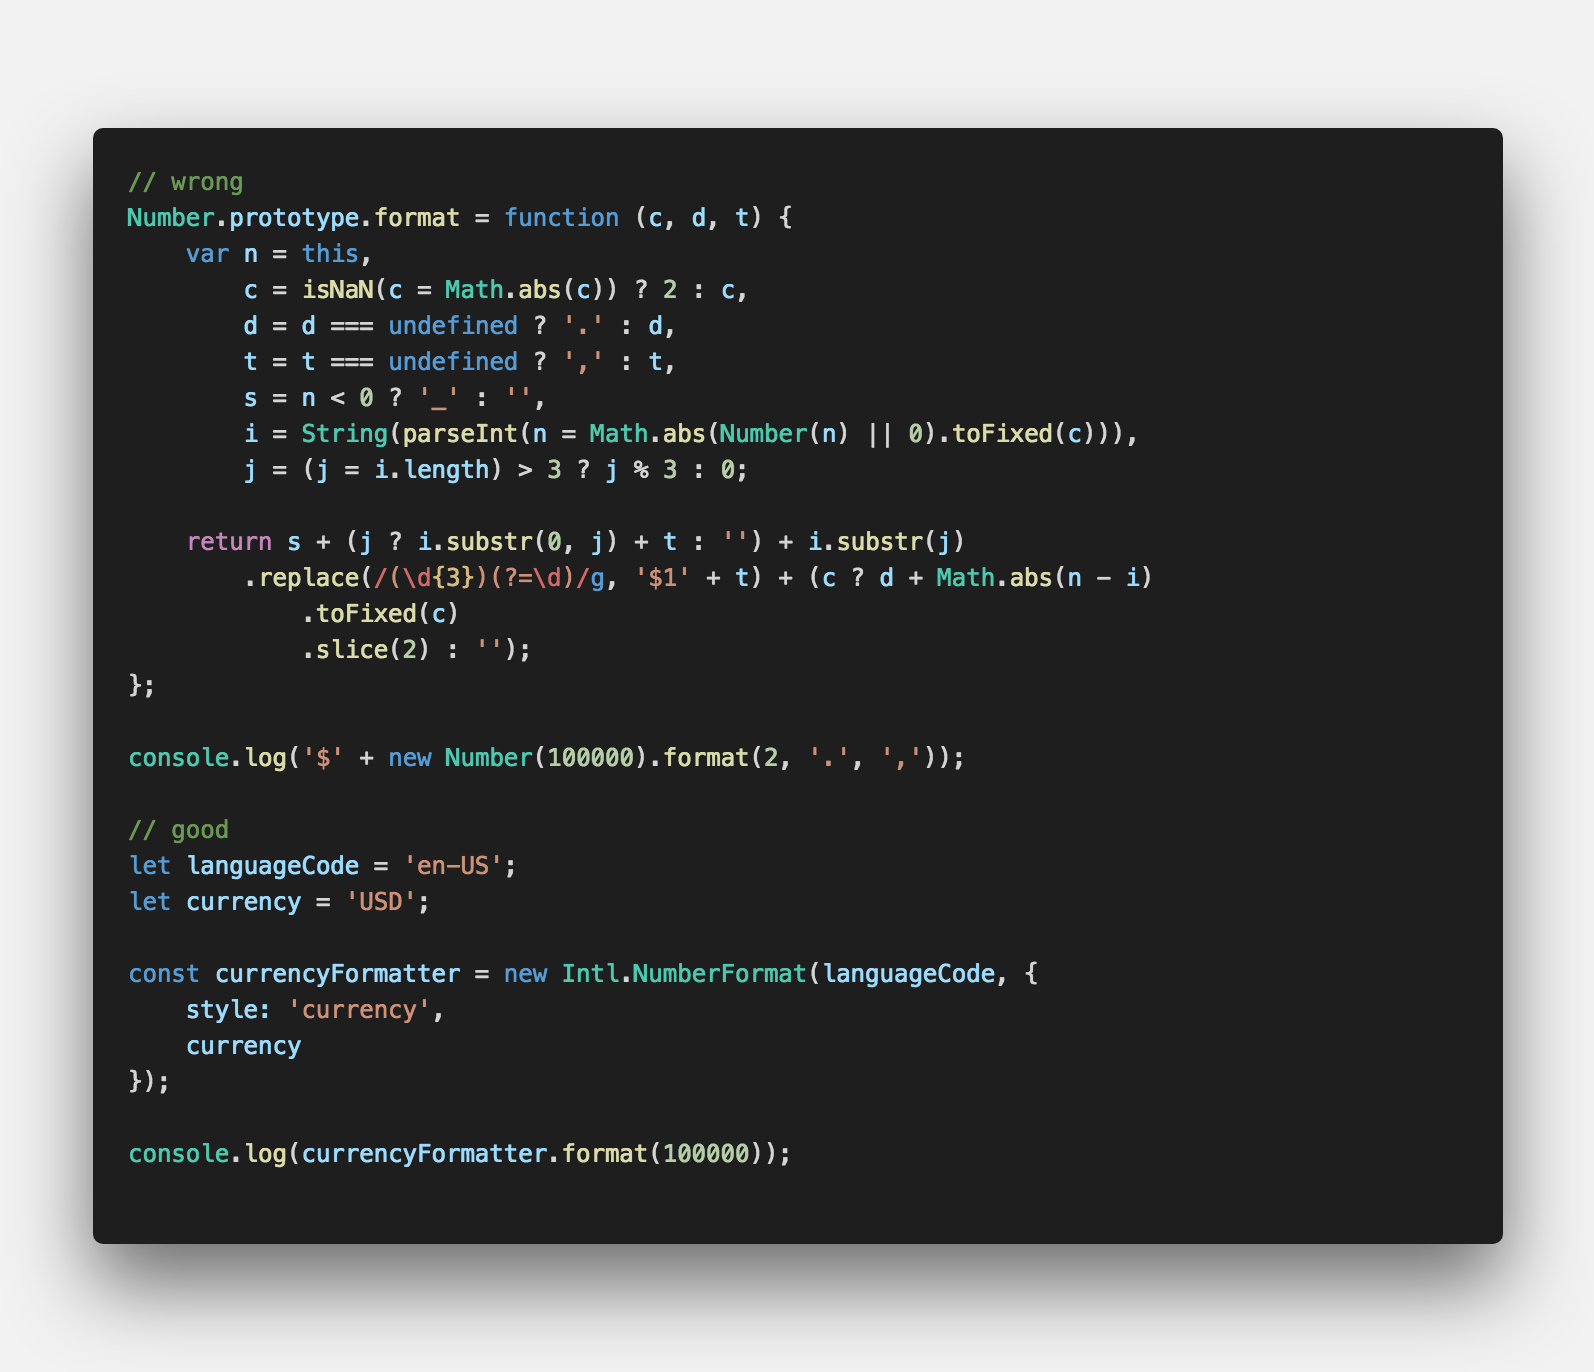 // wrong
Number.prototype.format = function (c, d, t) {
    var n = this,
        c = isNaN(c = Math.abs(c)) ? 2 : c,
        d = d === undefined ? '.' : d,
        t = t === undefined ? ',' : t,
        s = n < 0 ? '_' : '',
        i = String(parseInt(n = Math.abs(Number(n) || 0).toFixed(c))),
        j = (j = i.length) > 3 ? j % 3 : 0;

    return s + (j ? i.substr(0, j) + t : '') + i.substr(j)
        .replace(/(\d{3})(?=\d)/g, '$1' + t) + (c ? d + Math.abs(n - i)
            .toFixed(c)
            .slice(2) : '');
};

console.log('$' + new Number(100000).format(2, '.', ','));

// good
let languageCode = 'en-US';
let currency = 'USD';

const currencyFormatter = new Intl.NumberFormat(languageCode, {
    style: 'currency',
    currency
});

console.log(currencyFormatter.format(100000));